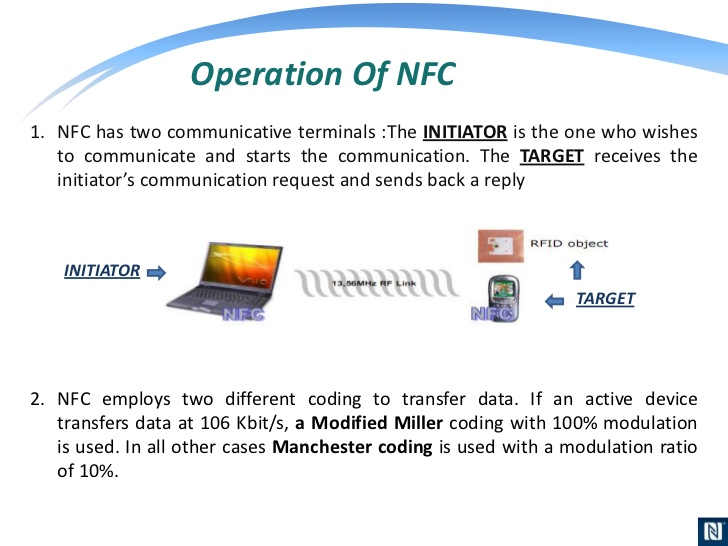 Operation Of NFC
1. NFC has two communicative terminals :The INITIATOR is the one who wishes
to communicate and starts the communication. The TARGET receives the
initiator’s communication request and sends back a reply
RFID object
INITIATOR
VAIO
13,56MHz RF Link
TARGET
NFC
NFC
2. NFC employs two different coding to transfer data. If an active device
transfers data at 106 Kbit/s, a Modified Miller coding with 100% modulation
is used. In all other cases Manchester coding is used with a modulation ratio
of 10%.